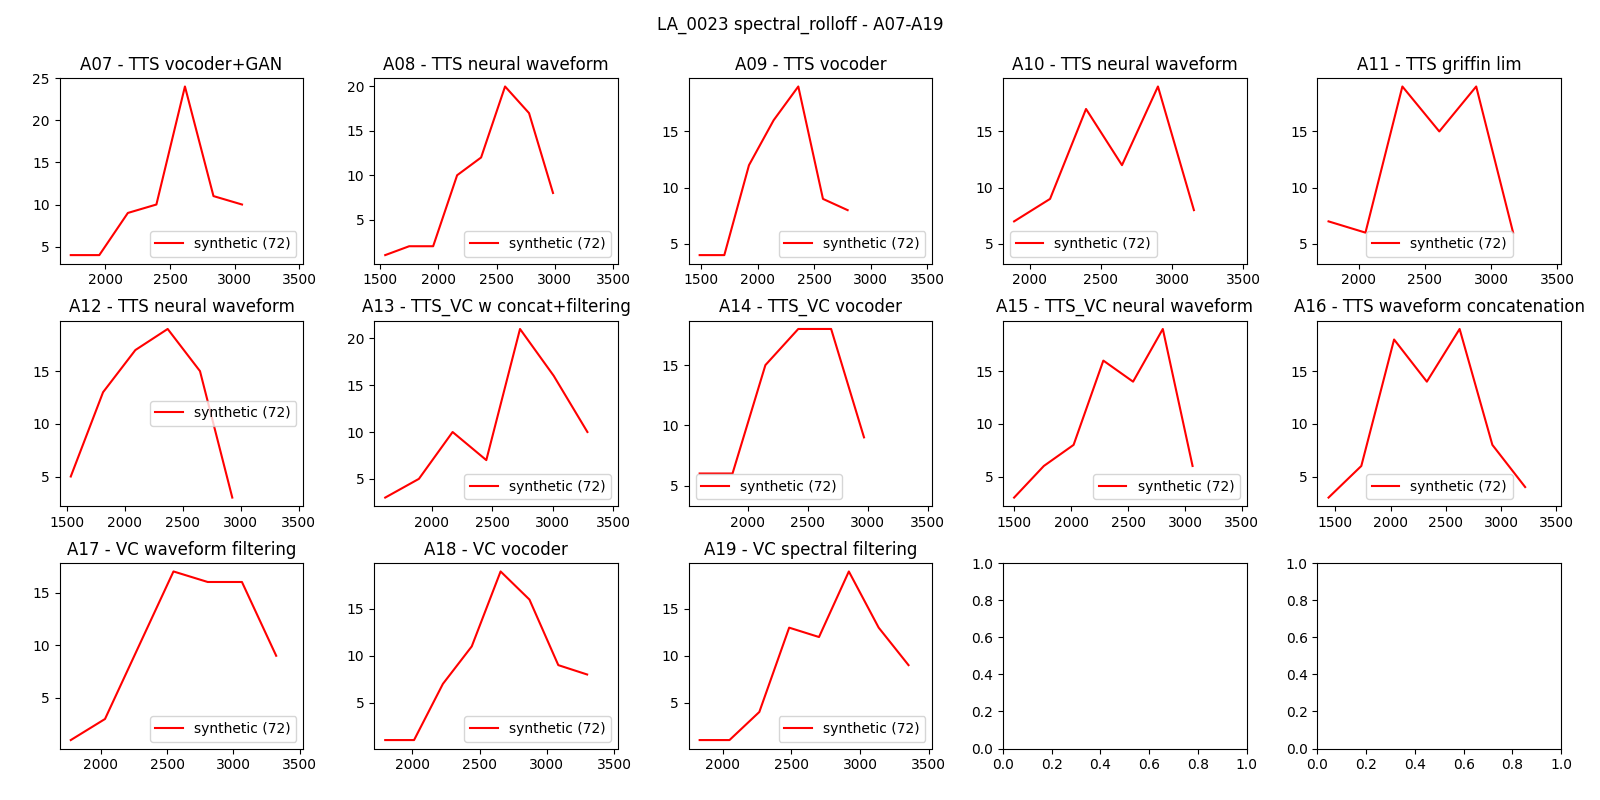 LA_0023 spectral_rolloff - A07-A19
A07 - TTS vocoder+GAN
A08 - TTS neural waveform
A09 - TTS vocoder
A10 - TTS neural waveform
A11 - TTS griffin lim
25
20
15
10
5
synthetic (72)
2000 2500 3000 3500
20
15
10
5
synthetic (72)
1500 2000 2500 3000 3500
15
10
5
synthetic (72)
1500 2000 2500 3000 3500
15
10
5
synthetic (72)
2000 2500 3000 3500
15
10
5
synthetic (72)
2000 2500 3000 3500
A12 - TTS neural waveform
A13 - TTS_VC w concat+filtering
A14 - TTS_VC vocoder
A15 - TTS_VC neural waveform
A16 - TTS waveform concatenation
15
10
5
synthetic (72)
1500 2000 2500 3000 3500
20
15
10
5
synthetic (72)
2000 2500 3000 3500
15
10
5
synthetic (72)
2000 2500 3000 3500
15
10
5
synthetic (72)
1500 2000 2500 3000 3500
15
10
5
synthetic (72)
1500 2000 2500 3000 3500
A17 - VC waveform filtering
A18 - VC vocoder
A19 - VC spectral filtering
15
10
5
synthetic (72)
2000 2500 3000 3500
15
10
5
synthetic (72)
2000 2500 3000 3500
15
10
5
synthetic (72)
2000 2500 3000 3500
1.0
0.8
0.6
0.4
0.2
0.0
0.0 0.2 0.4 0.6 0.8 1.0
1.0
0.8
0.6
0.4
0.2
0.0
0.0 0.2 0.4 0.6 0.8 1.0